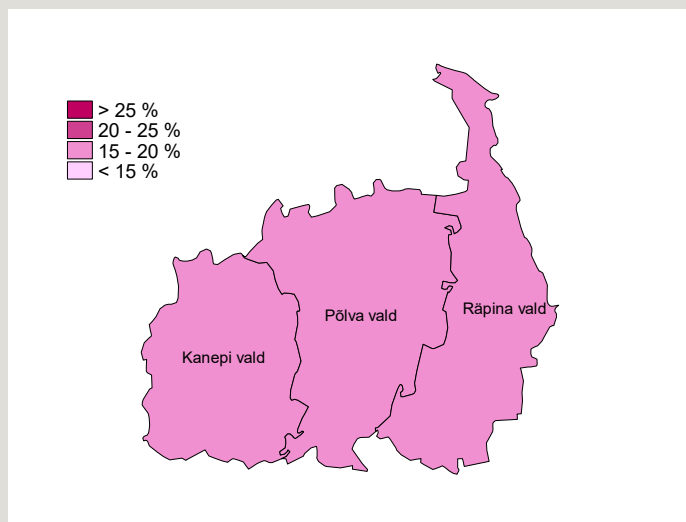 > 25 %
20 - 25 %
15 - 20 %
< 15 %
Räpina vald
Põlva vald
Kanepi vald